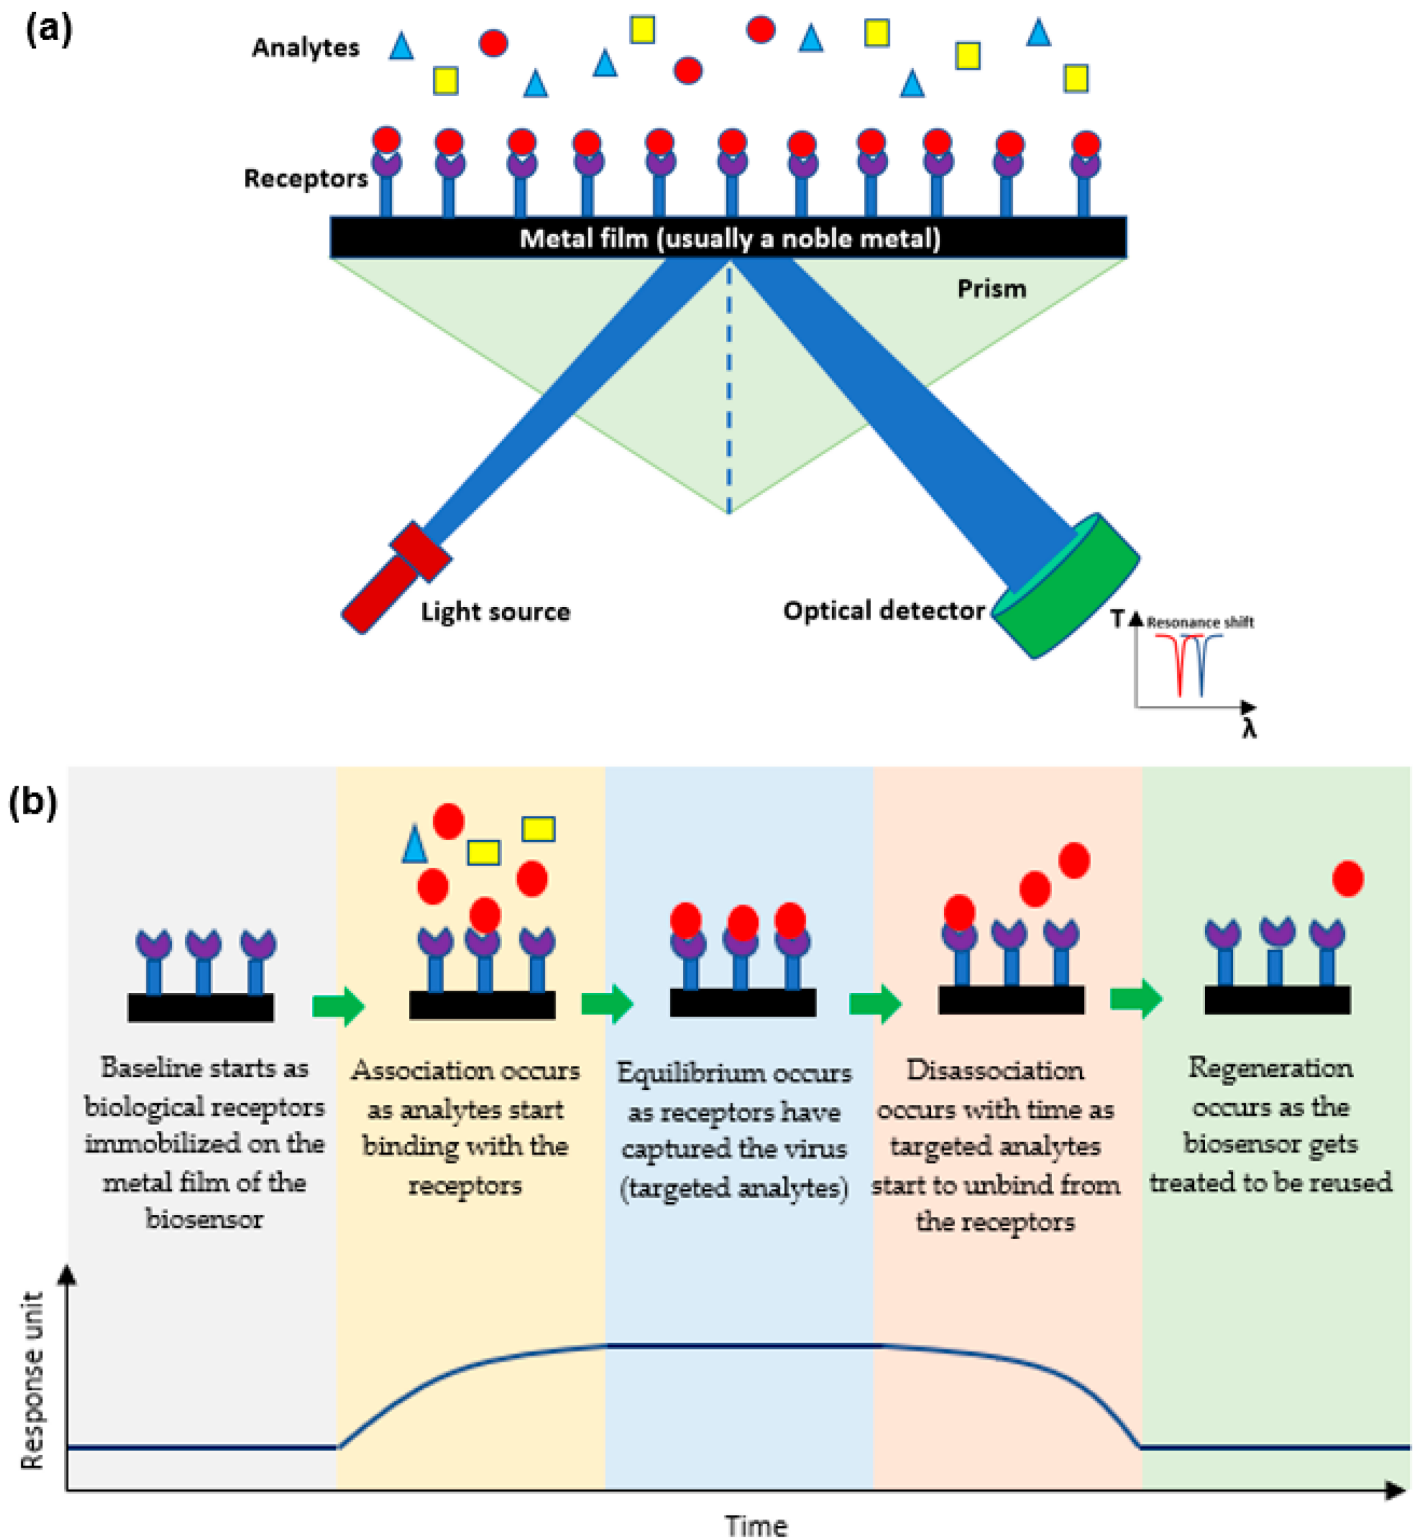 (a)
Analytes
Receptors
Metal film (usually a noble metal)
Prism
Light source
Optical detector
T
Resonance shift
λ
(b)
Baseline starts as
biological receptors
immobilized on the
metal film of the
biosensor
Association occurs
as analytes start
binding with the
receptors
Equilibrium occurs
as receptors have
captured the virus
(targeted analytes)
Disassociation
occurs with time as
targeted analytes
start to unbind from
the receptors
Regeneration
occurs as the
biosensor gets
treated to be reused
Response unit
Time